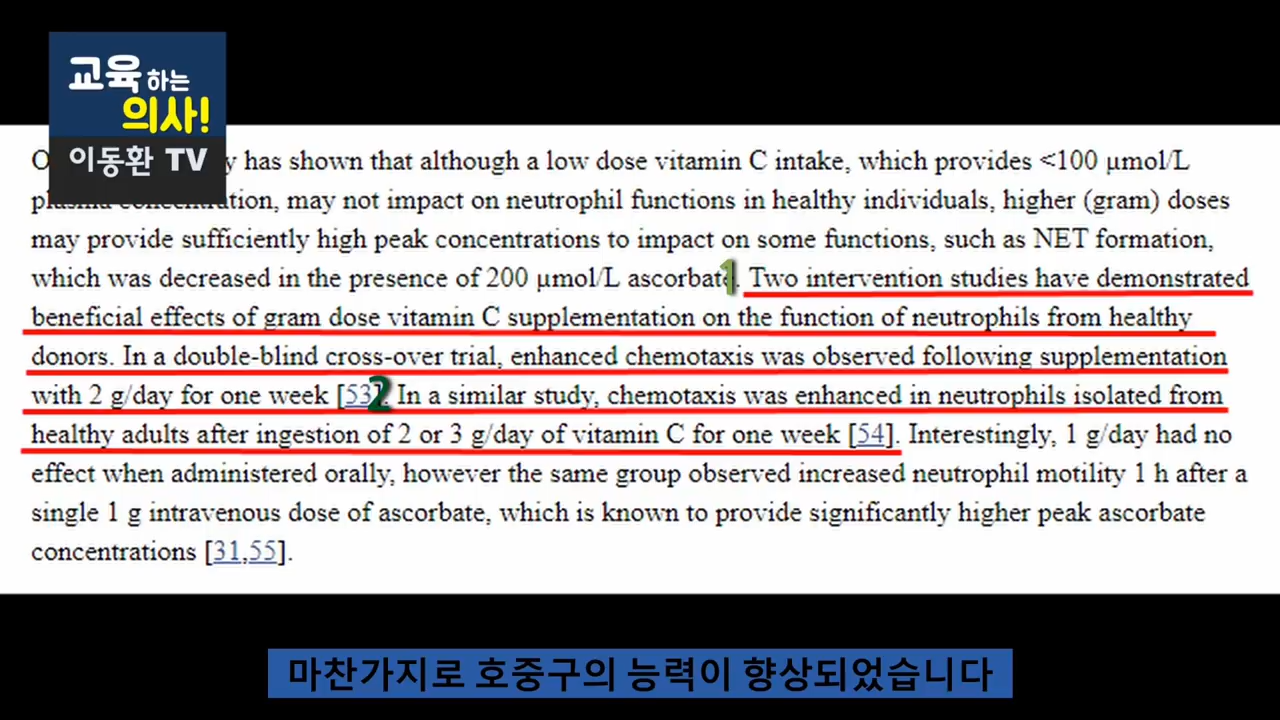 교육하는
의사!
이동환 TV
has shown that although a low dose vitamin C intake, which provides <100 µmol/L
may not impact on neutrophil functions in healthy individuals, higher (gram) doses
may provide sufficiently high peak concentrations to impact on some functions, such as NET formation,
which was decreased in the presence of 200 µmol/L ascorbate. 1 Two intervention studies have demonstrated
beneficial effects of gram dose vitamin C supplementation on the function of neutrophils from healthy
donors. In a double-blind cross-over trial, enhanced chemotaxis was observed following supplementation
with 2 g/day for one week [53]. 2 In a similar study, chemotaxis was enhanced in neutrophils isolated from
healthy adults after ingestion of 2 or 3 g/day of vitamin C for one week [54]. Interestingly, 1 g/day had no
effect when administered orally, however the same group observed increased neutrophil motility 1 h after a
single 1 g intravenous dose of ascorbate, which is known to provide significantly higher peak ascorbate
concentrations [31,55].
마찬가지로 호중구의 능력이 향상되었습니다